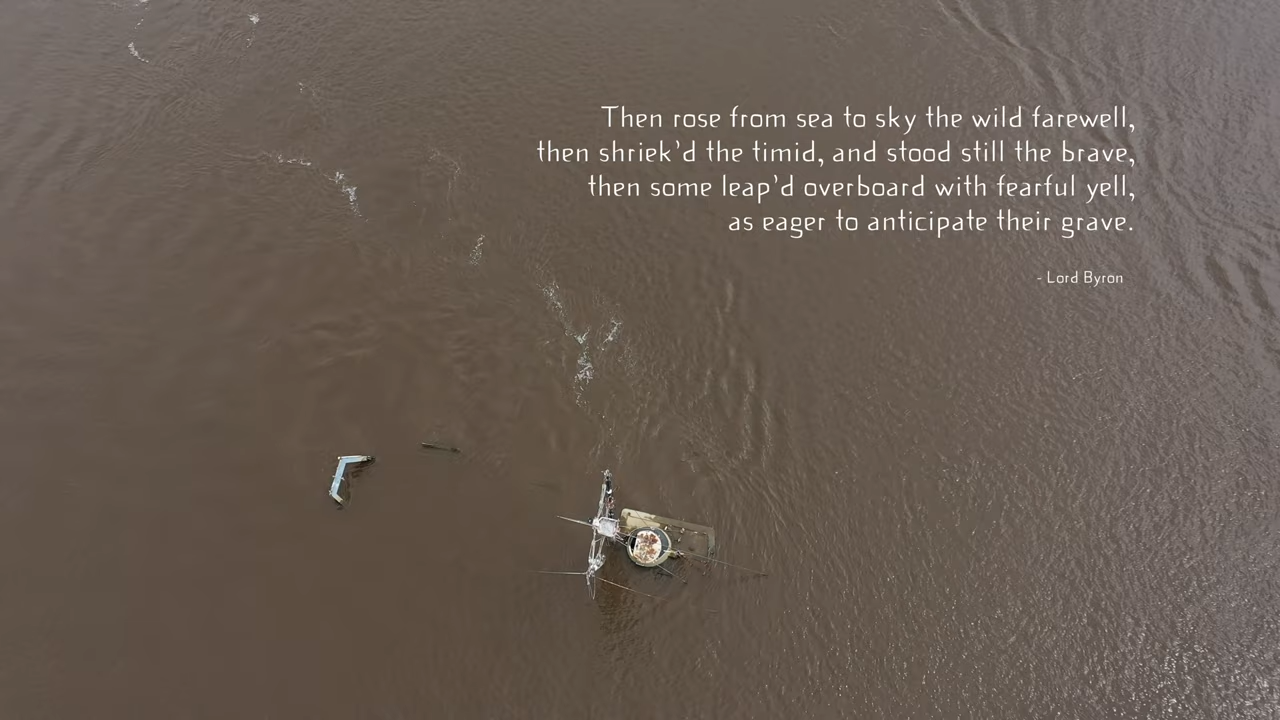 Then rose from sea to sky the wild farewell,
then shriek'd the timid, and stood still the brave,
then some leap'd overboard with fearful yell,
as eager to anticipate their grave.
- Lord Byron